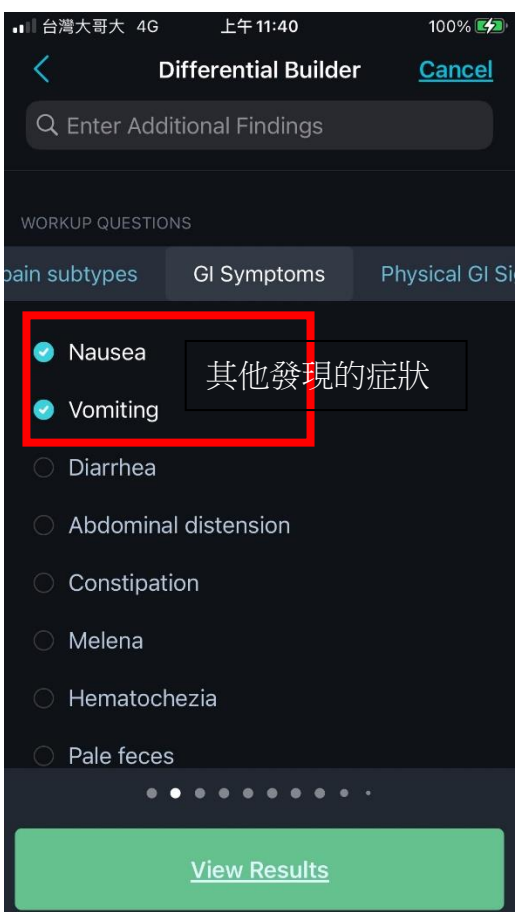 台灣大哥大 4G 上午11:40 100%
Differential Builder Cancel
Enter Additional Findings
WORKUP QUESTIONS
pain subtypes GI Symptoms Physical GI Si
Nausea
其他發現的症狀
Vomiting
Diarrhea
Abdominal distension
Constipation
Melena
Hematochezia
Pale feces
View Results